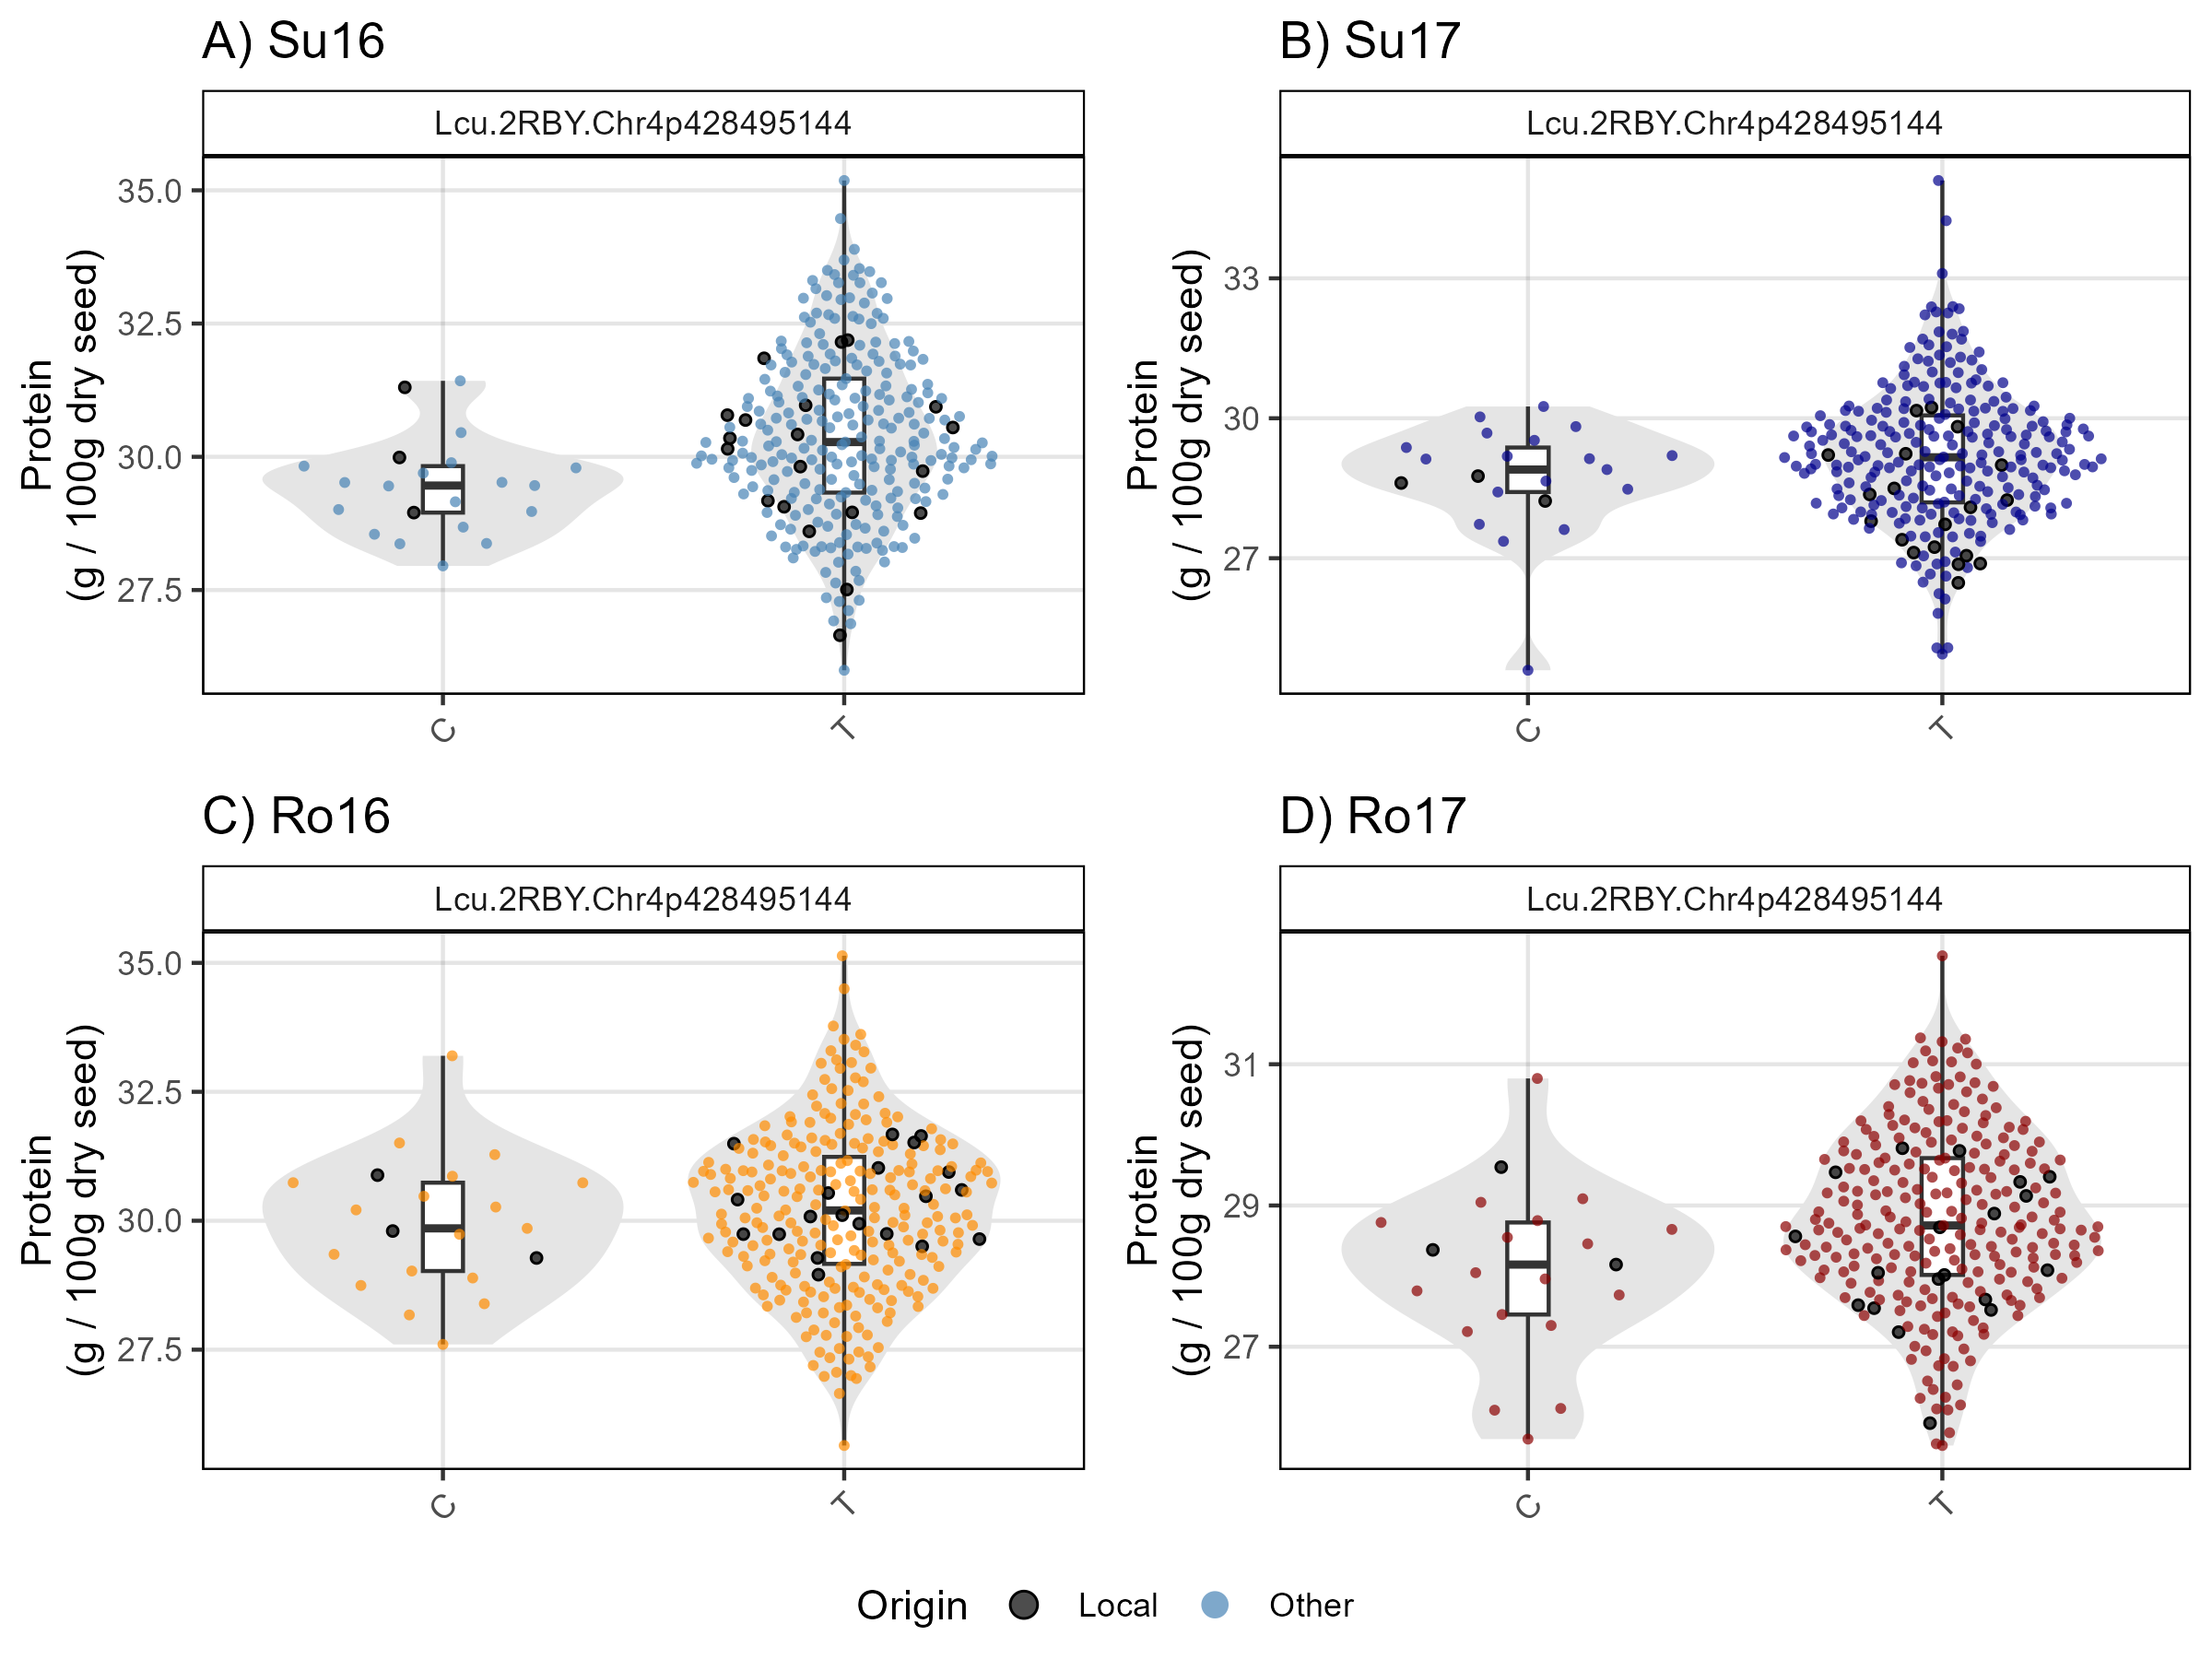 A) Su16
Lcu.2RBY.Chr4p428495144
Protein
(g / 100g dry seed)
35.0
32.5
30.0
27.5
C
T
B) Su17
Lcu.2RBY.Chr4p428495144
Protein
(g / 100g dry seed)
33
30
27
C
T
C) Ro16
Lcu.2RBY.Chr4p428495144
Protein
(g / 100g dry seed)
35.0
32.5
30.0
27.5
C
T
D) Ro17
Lcu.2RBY.Chr4p428495144
Protein
(g / 100g dry seed)
31
29
27
C
T
Origin Local Other